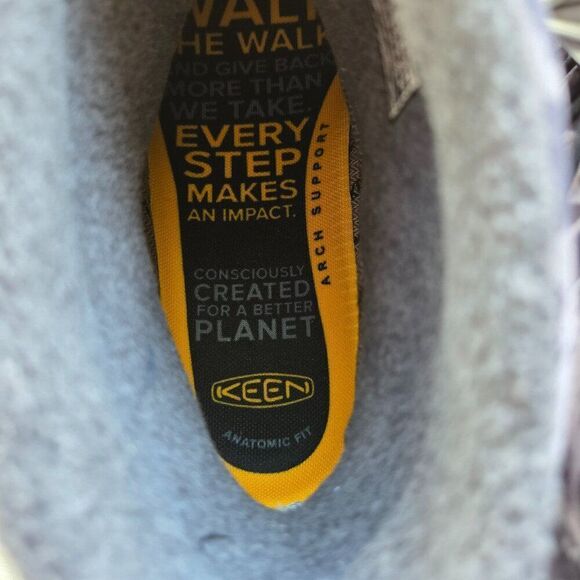 WALK
THE WALK
AND GIVE BACK
MORE THAN
WE TAKE.
EVERY
STEP
MAKES
AN IMPACT.
ARCH SUPPORT
CONSCIOUSLY
CREATED
FOR A BETTER
PLANET
KEEN
ANATOMIC FIT